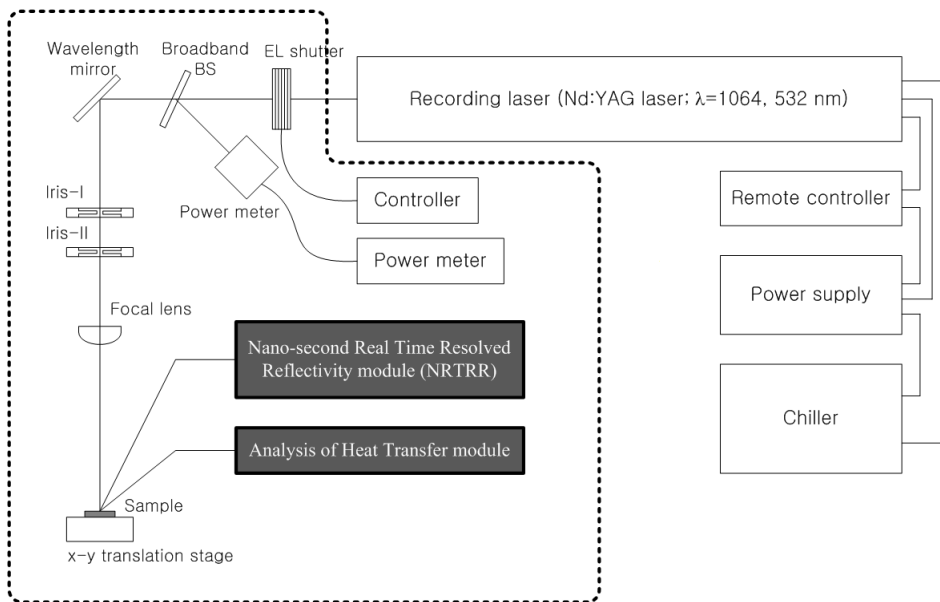 Wavelength
mirror
Broadband
BS
EL shutter
Recording laser (Nd:YAG laser; λ=1064, 532 nm)
Iris-I
Iris-II
Power meter
Controller
Power meter
Remote controller
Power supply
Chiller
Focal lens
Nano-second Real Time Resolved
Reflectivity module (NRTRR)
Analysis of Heat Transfer module
Sample
x-y translation stage